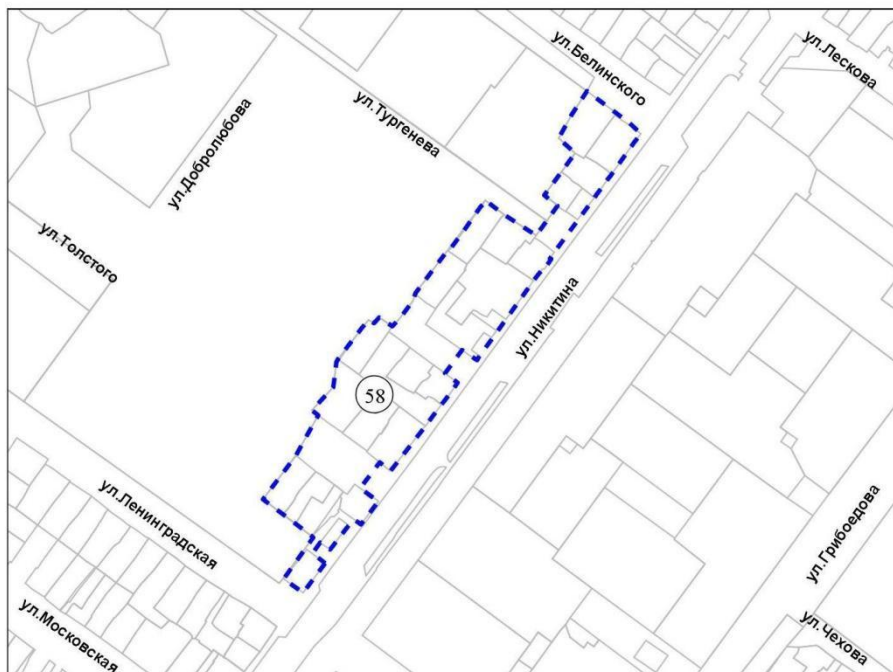 ул.Белинского
ул.Лескова
ул.Тургенева
ул.Добролюбова
ул.Толстого
ул.Никитина
58
ул.Ленинградская
ул.Грибоедова
ул.Московская
ул.Чехова